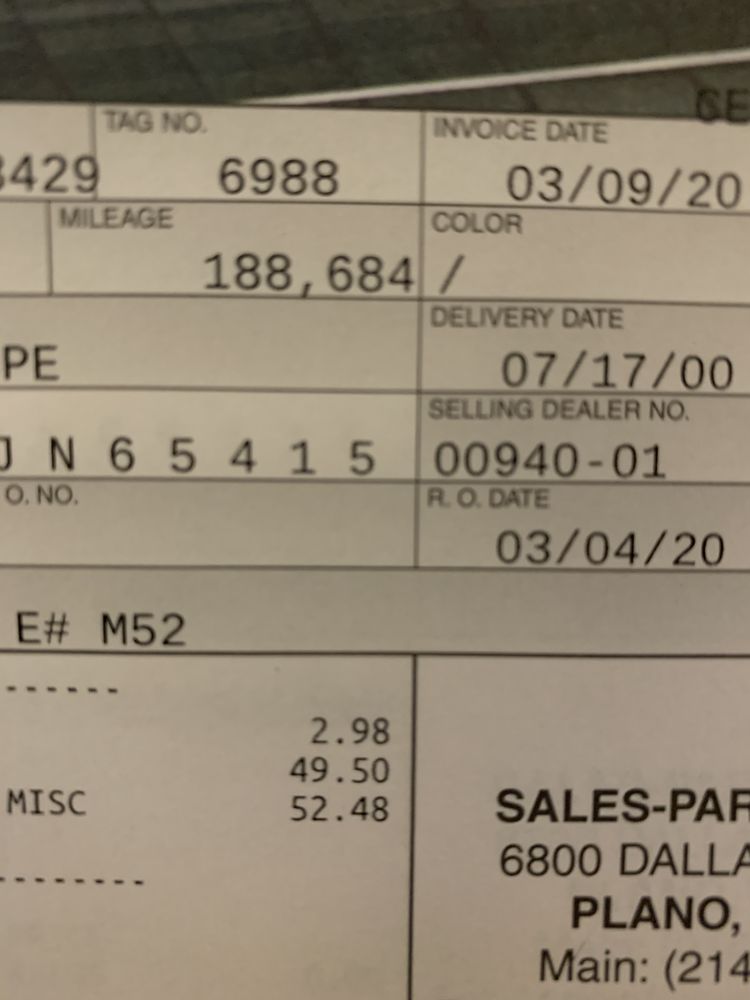 TAG NO. INVOICE DATE
3429 6988 03/09/20
MILEAGE COLOR
188,684 /
DELIVERY DATE
PE 07/17/00
SELLING DEALER NO.
J N 6 5 4 1 5 00940-01
O. NO. R. O. DATE
03/04/20
E# M52
------
2.98
49.50
MISC 52.48
SALES-PAR
--------
6800 DALLA
PLANO,
Main: (214